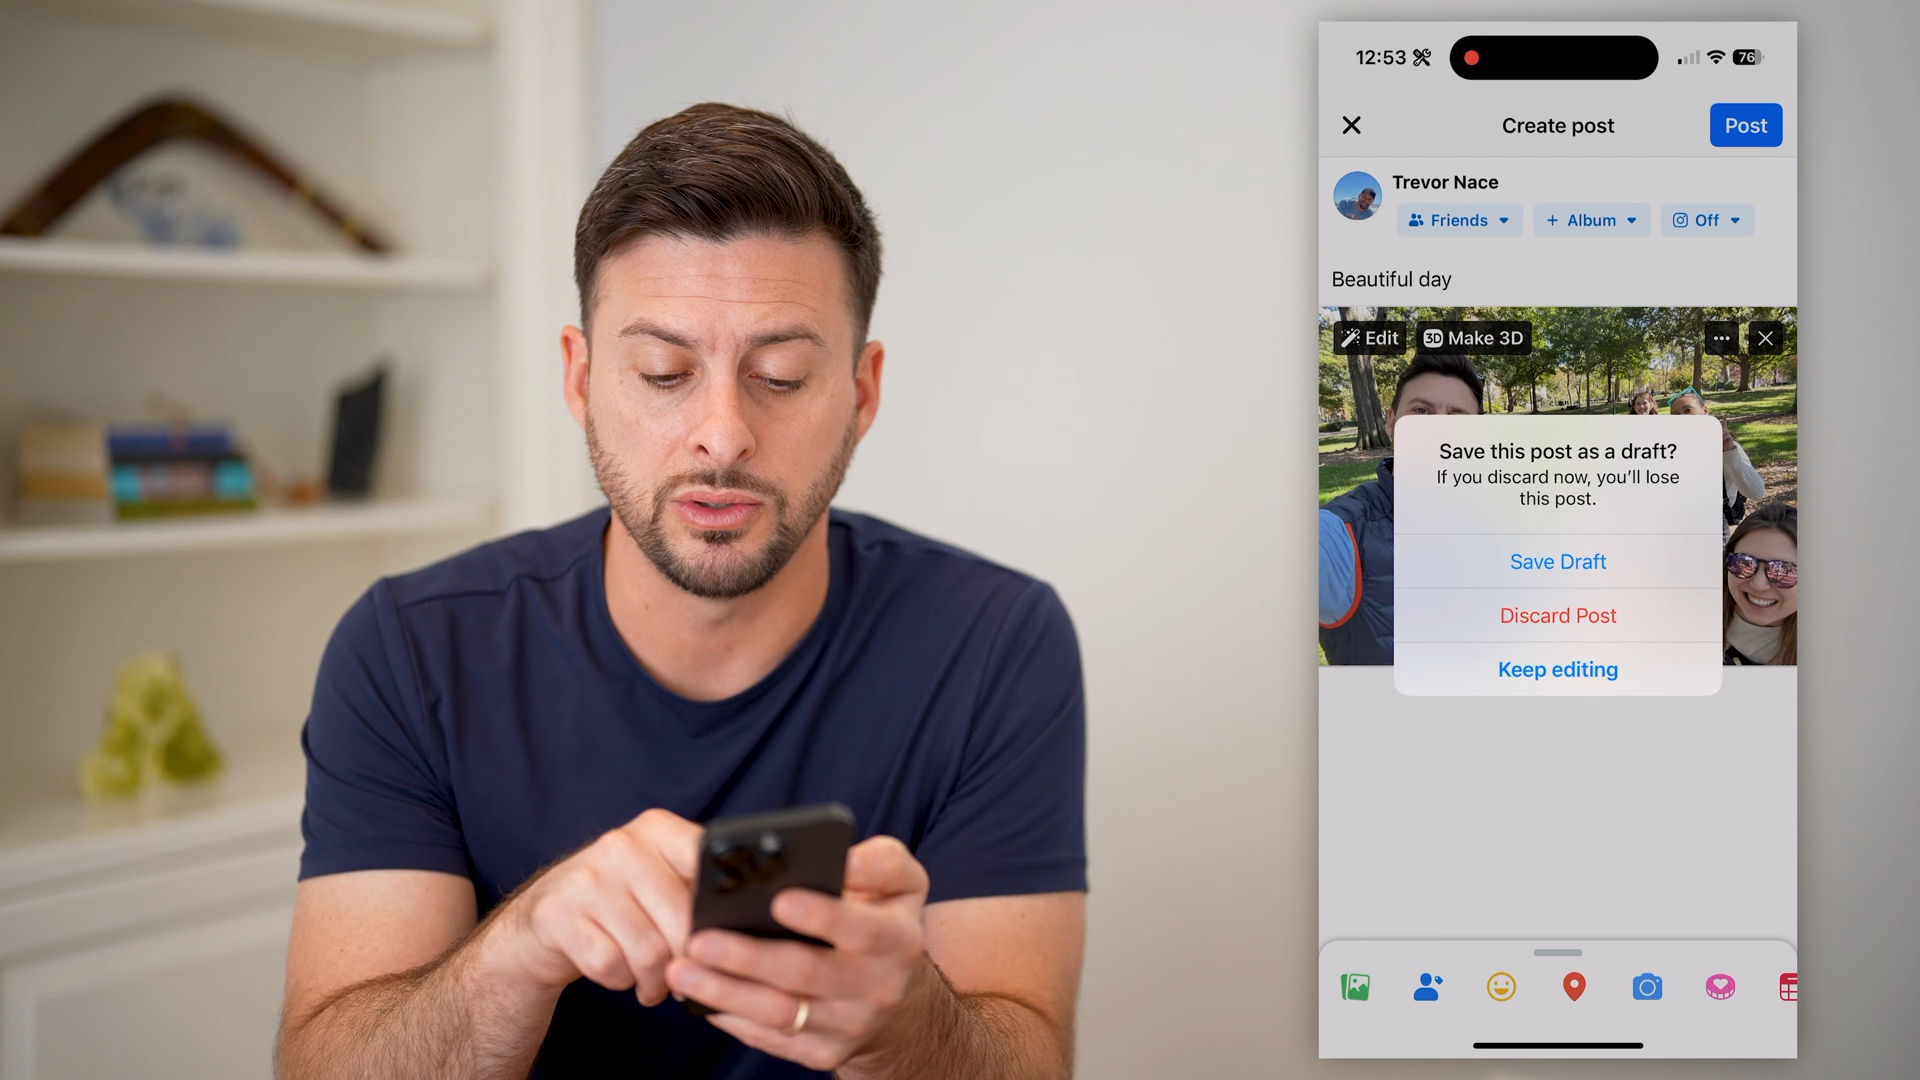 12:53
76
Create post
Post
Trevor Nace
Friends
+ Album
Off
Beautiful day
Edit
3D Make 3D
Save this post as a draft?
If you discard now, you’ll lose
this post.
Save Draft
Discard Post
Keep editing